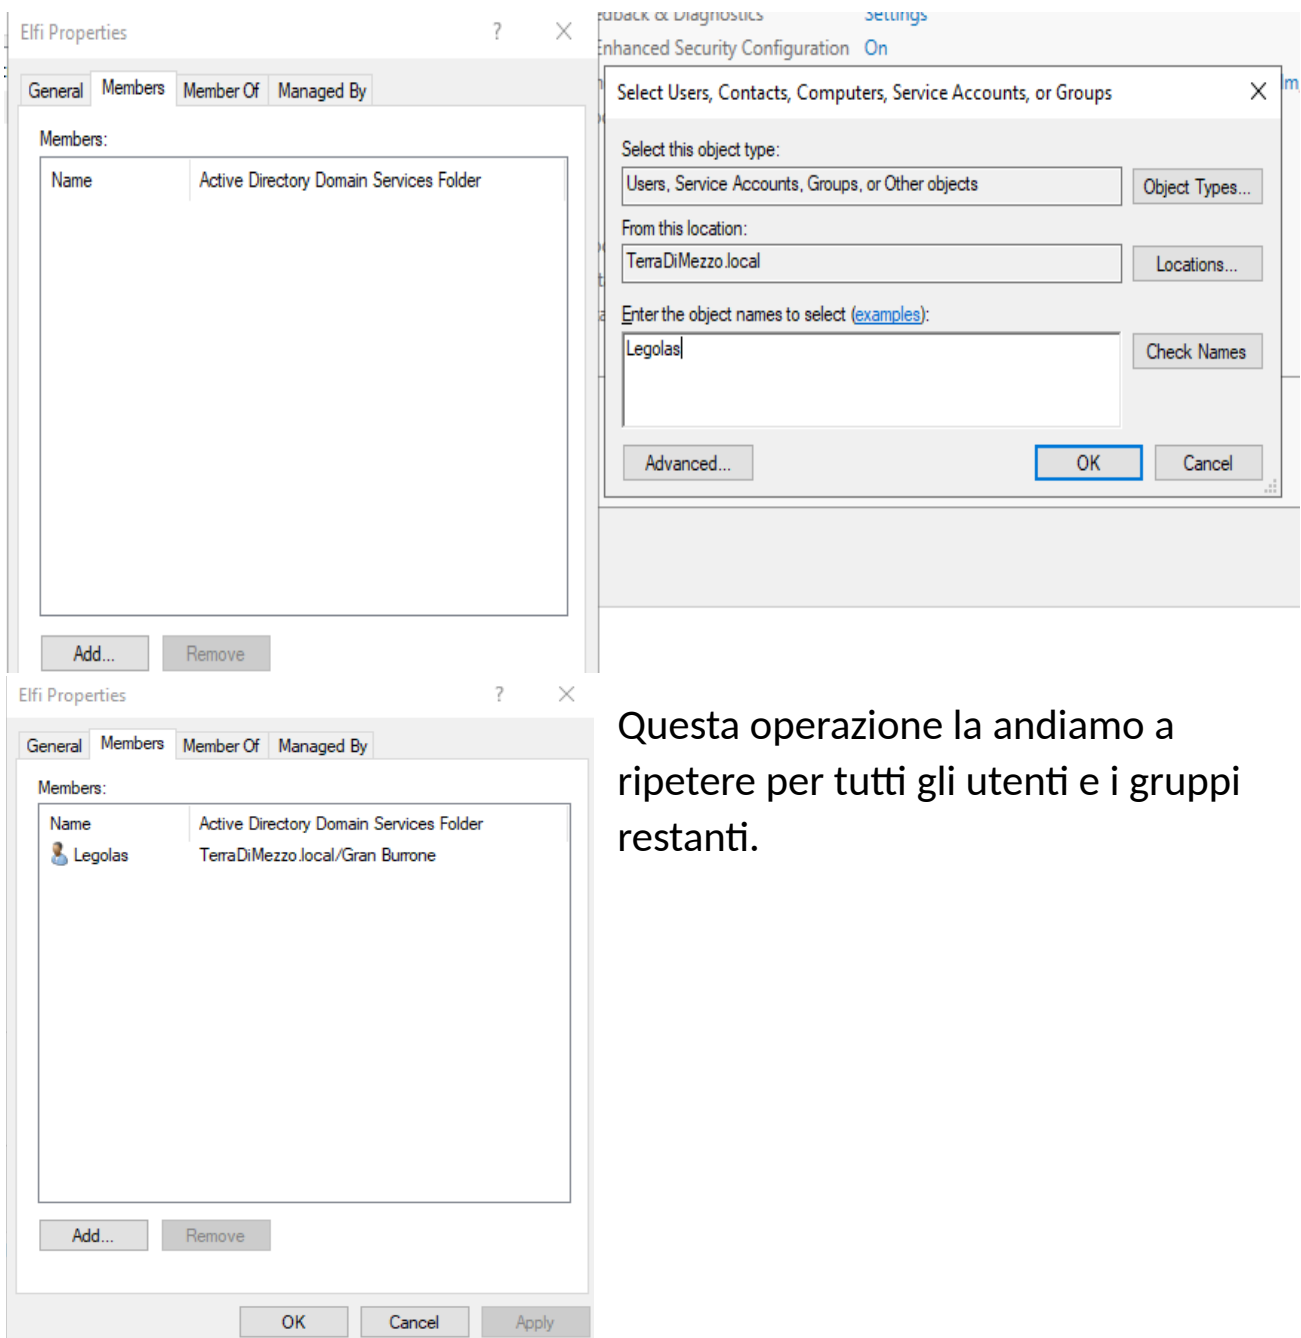 Elfi Properties
?
General Members Member Of Managed By
Members:
Name Active Directory Domain Services Folder
Add... Remove
Feedback & Diagnostics Settings
Enhanced Security Configuration On
Select Users, Contacts, Computers, Service Accounts, or Groups
Select this object type:
Users, Service Accounts, Groups, or Other objects
Object Types...
From this location:
TerraDiMezzo.local
Locations...
Enter the object names to select (examples):
Legolas
Check Names
Advanced...
OK Cancel
Elfi Properties
?
General Members Member Of Managed By
Members:
Name Active Directory Domain Services Folder
Legolas TerraDiMezzo.local/Gran Burrone
Add... Remove
OK Cancel Apply
Questa operazione la andiamo a
ripetere per tutti gli utenti e i gruppi
restanti.